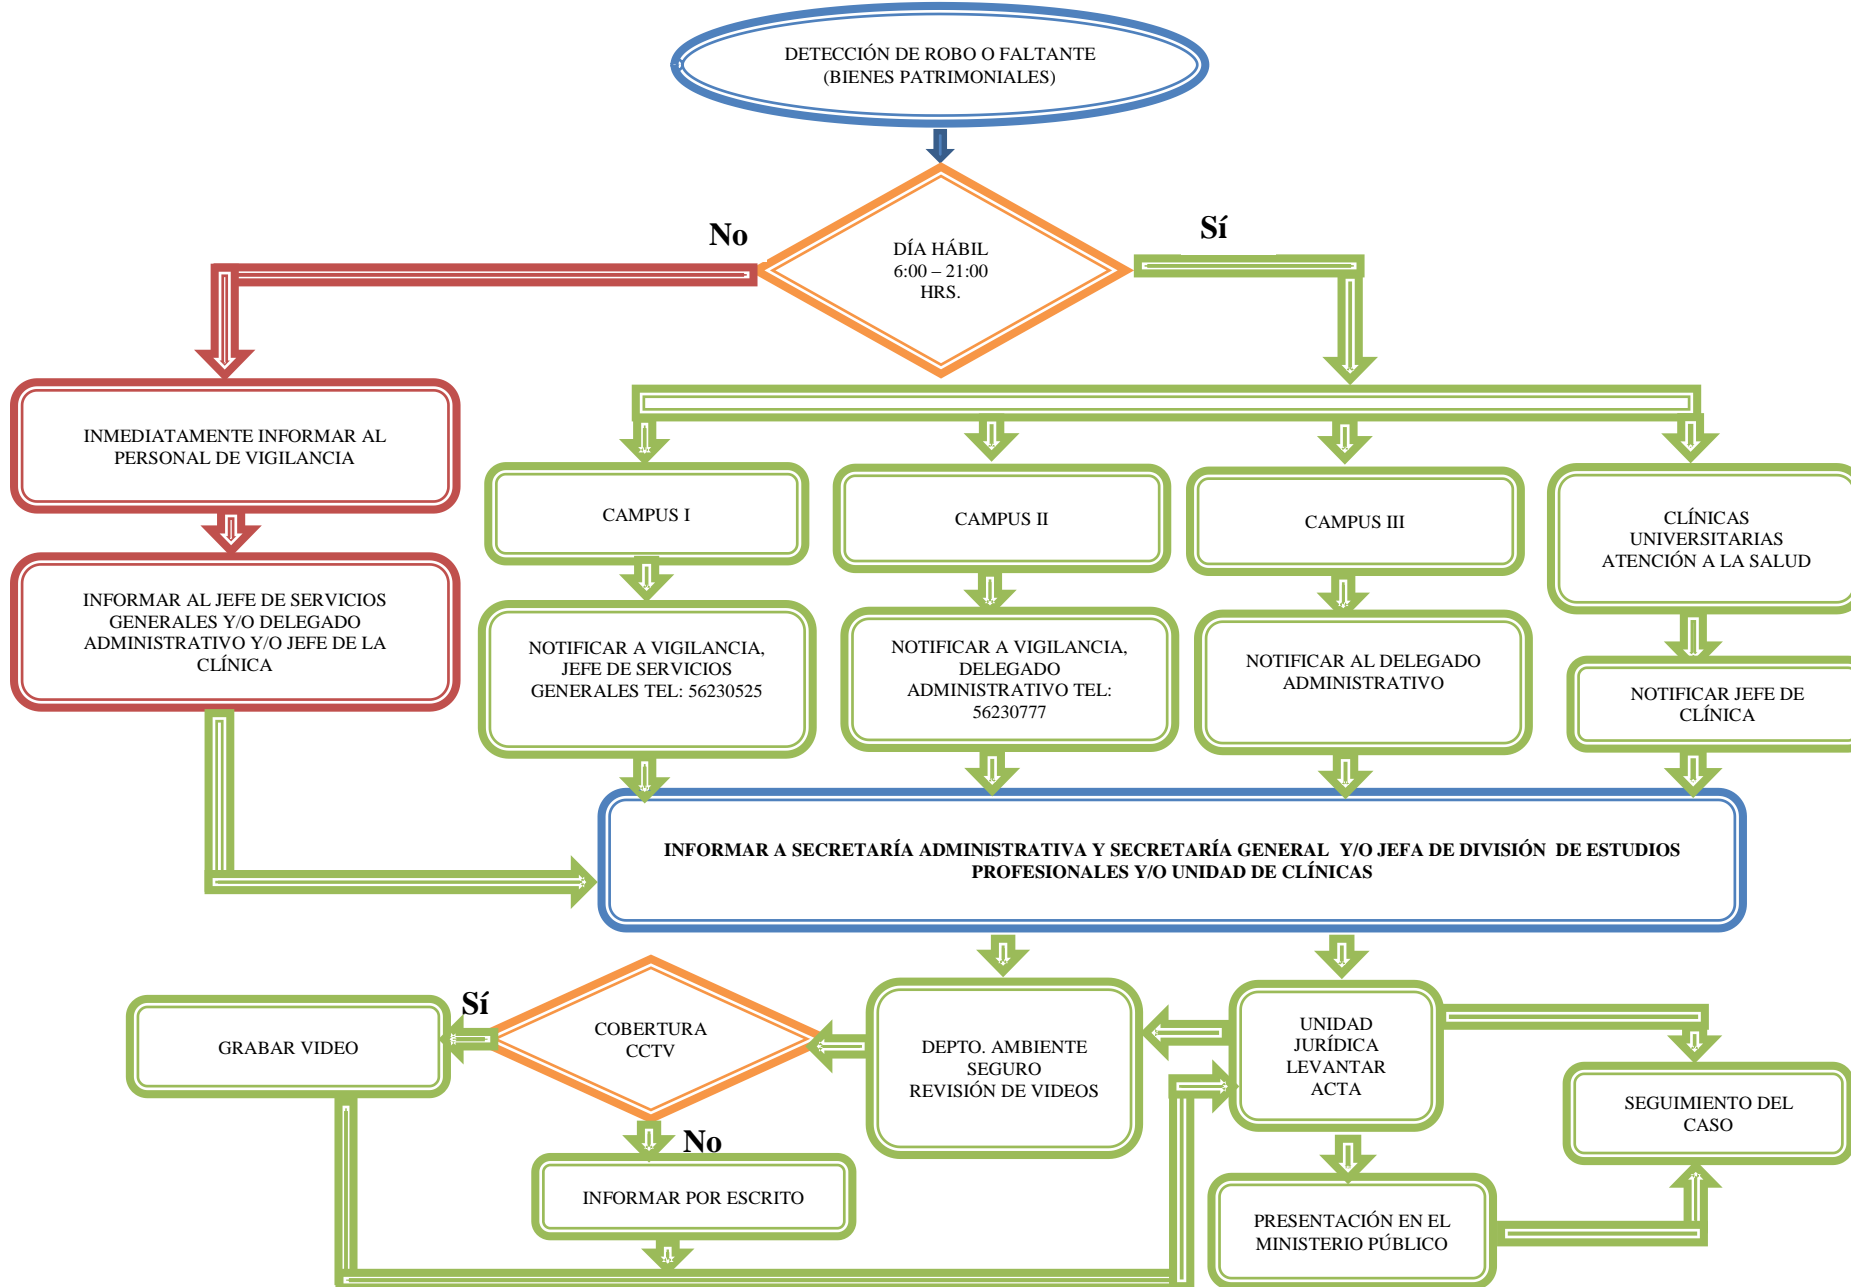 DETECCIÓN DE ROBO O FALTANTE
(BIENES PATRIMONIALES)
No
Sí
DÍA HÁBIL
6:00 – 21:00
HRS.
INMEDIATAMENTE INFORMAR AL
PERSONAL DE VIGILANCIA
INFORMAR AL JEFE DE SERVICIOS
GENERALES Y/O DELEGADO
ADMINISTRATIVO Y/O JEFE DE LA
CLÍNICA
CAMPUS I
CAMPUS II
CAMPUS III
CLÍNICAS
UNIVERSITARIAS
ATENCIÓN A LA SALUD
NOTIFICAR A VIGILANCIA,
JEFE DE SERVICIOS
GENERALES TEL: 56230525
NOTIFICAR A VIGILANCIA,
DELEGADO
ADMINISTRATIVO TEL:
56230777
NOTIFICAR AL DELEGADO
ADMINISTRATIVO
NOTIFICAR JEFE DE
CLÍNICA
INFORMAR A SECRETARÍA ADMINISTRATIVA Y SECRETARÍA GENERAL Y/O JEFA DE DIVISIÓN DE ESTUDIOS
PROFESIONALES Y/O UNIDAD DE CLÍNICAS
GRABAR VIDEO
Sí
COBERTURA
CCTV
No
INFORMAR POR ESCRITO
DEPTO. AMBIENTE
SEGURO
REVISIÓN DE VIDEOS
UNIDAD
JURÍDICA
LEVANTAR
ACTA
SEGUIMIENTO DEL
CASO
PRESENTACIÓN EN EL
MINISTERIO PÚBLICO